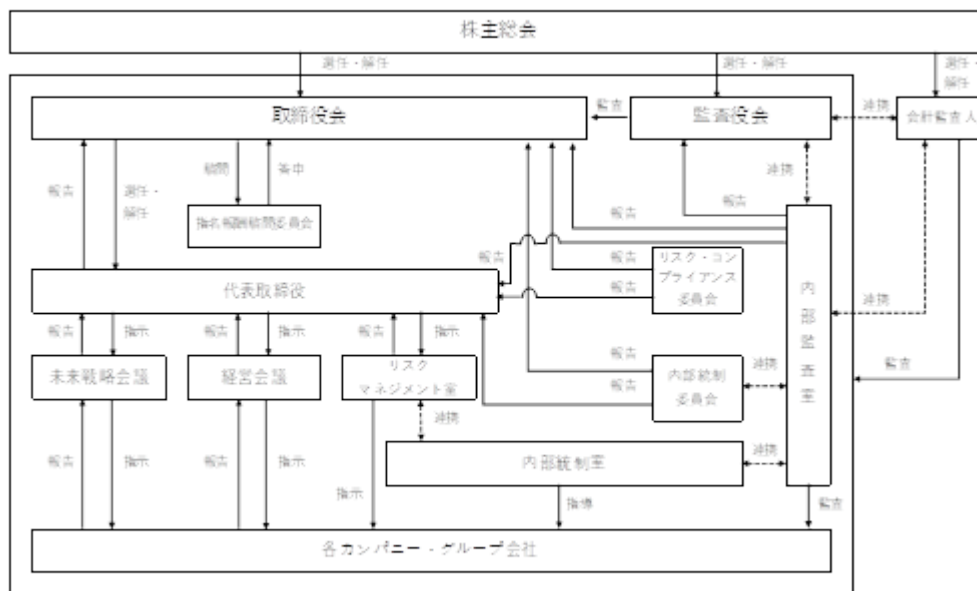 株主総会
選任・解任
選任・解任
選任・
解任
取締役会
監査
監査役会
連携
会計監査人
報告
選任・
解任
諮問
答申
連携
指名報酬諮問委員会
報告
報告
報告
報告
リスク・コン
プライアンス
委員会
報告
代表取締役
内部監査室
連携
報告
指示
報告
指示
報告
指示
未来戦略会議
経営会議
リスク
マネジメント室
報告
報告
内部統制
委員会
連携
監査
連携
報告
指示
報告
指示
指示
内部統制室
連携
指導
監査
各カンパニー・グループ会社